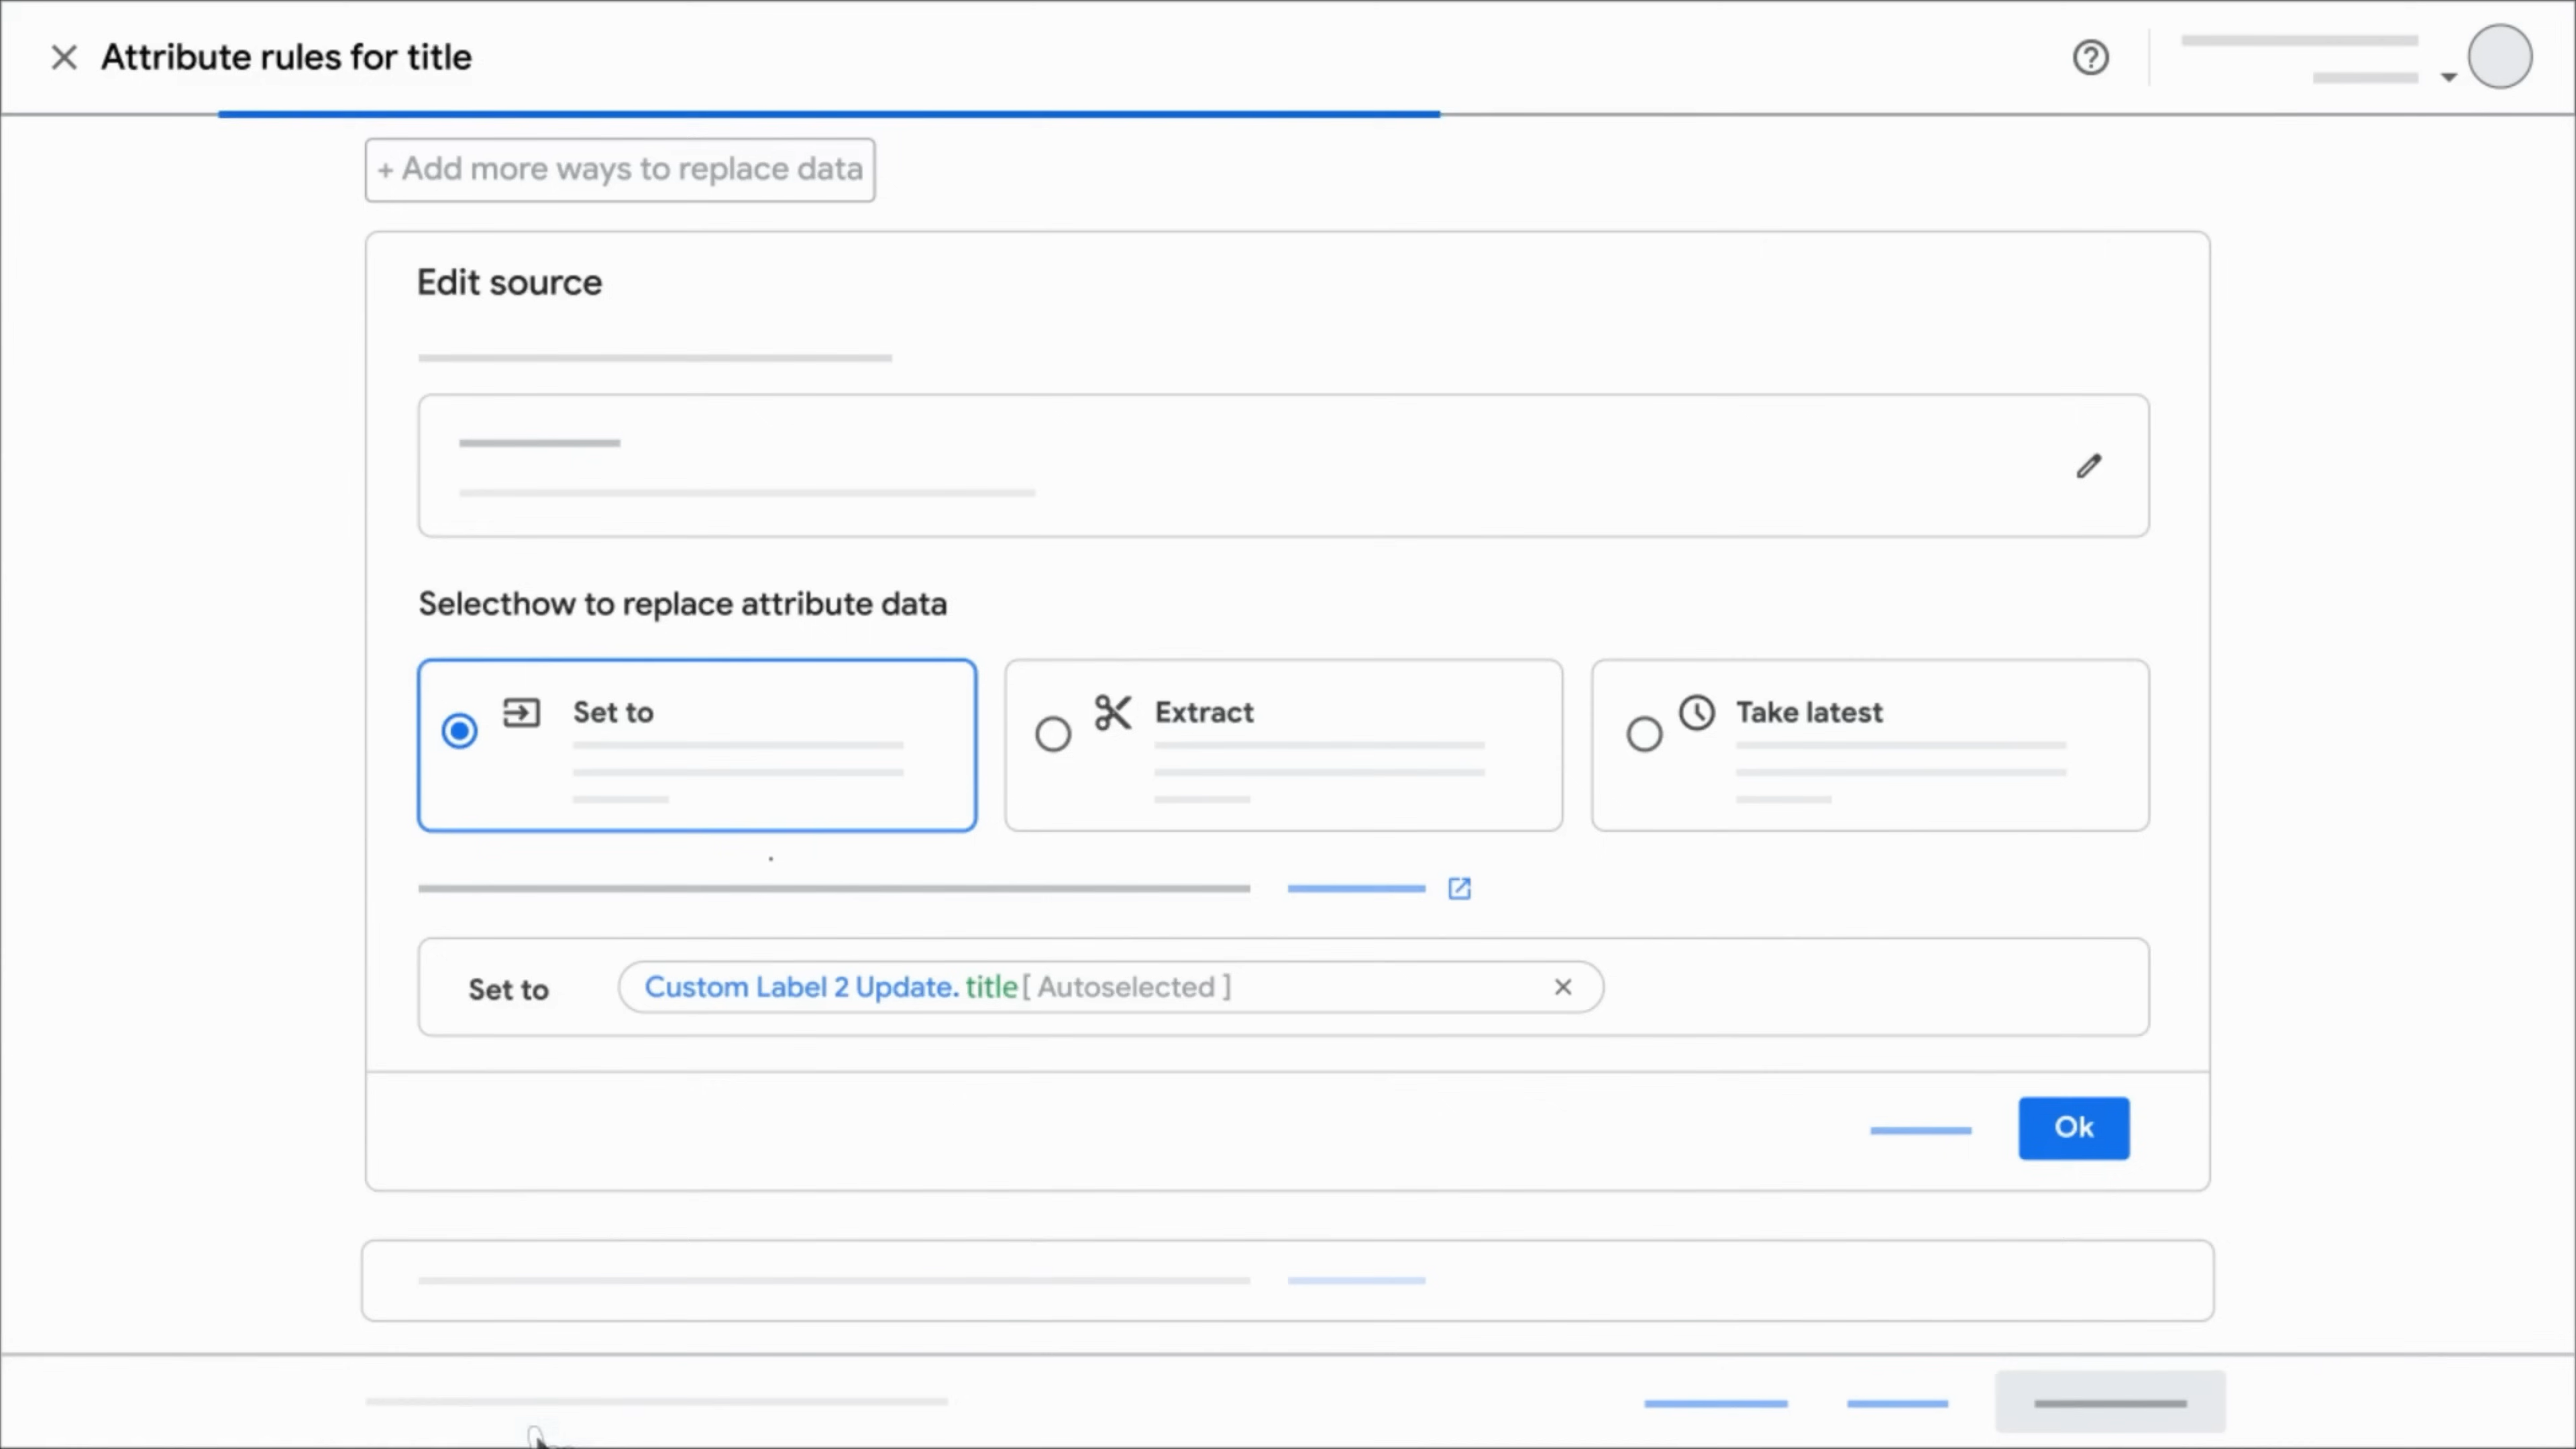 Attribute rules for title
+ Add more ways to replace data
Edit source
Selecthow to replace attribute data
Set to
Extract
Take latest
Set to
Custom Label 2 Update. title [ Autoselected ]
Ok